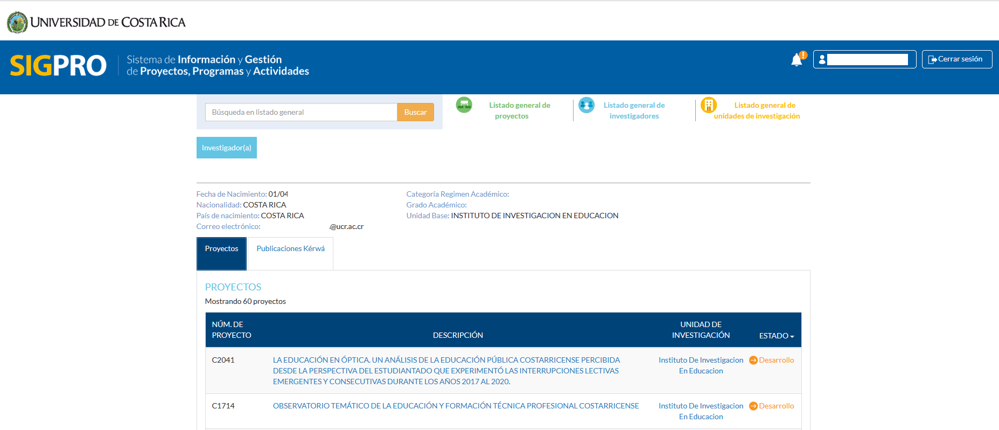 UNIVERSIDAD DE COSTA RICA
SIGPRO
Sistema de Información y Gestión
de Proyectos, Programas y Actividades
!
Cerrar sesión
Búsqueda en listado general
Buscar
Listado general de
proyectos
Listado general de
investigadores
Listado general de
unidades de investigación
Investigador(a)
Fecha de Nacimiento: 01/04
Categoría Regimen Académico:
Nacionalidad: COSTA RICA
Grado Académico:
País de nacimiento: COSTA RICA
Unidad Base: INSTITUTO DE INVESTIGACION EN EDUCACION
Correo electrónico: @ucr.ac.cr
Proyectos
Publicaciones Kérwá
PROYECTOS
Mostrando 60 proyectos
NÚM. DE
PROYECTO
DESCRIPCIÓN
UNIDAD DE
INVESTIGACIÓN
ESTADO
C2041
LA EDUCACIÓN EN ÓPTICA. UN ANÁLISIS DE LA EDUCACIÓN PÚBLICA COSTARRICENSE PERCIBIDA
DESDE LA PERSPECTIVA DEL ESTUDIANTADO QUE EXPERIMENTÓ LAS INTERRUPCIONES LECTIVAS
EMERGENTES Y CONSECUTIVAS DURANTE LOS AÑOS 2017 AL 2020.
Instituto De Investigacion
En Educacion
Desarrollo
C1714
OBSERVATORIO TEMÁTICO DE LA EDUCACIÓN Y FORMACIÓN TÉCNICA PROFESIONAL COSTARRICENSE
Instituto De Investigacion
En Educacion
Desarrollo